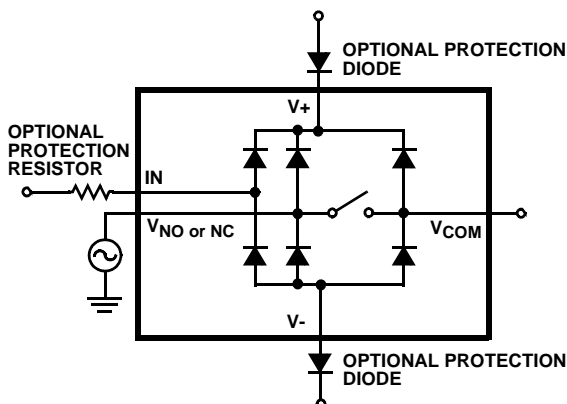 OPTIONAL PROTECTION
DIODE
V+
OPTIONAL
PROTECTION
RESISTOR
IN
VNO or NC
VCOM
V-
OPTIONAL PROTECTION
DIODE